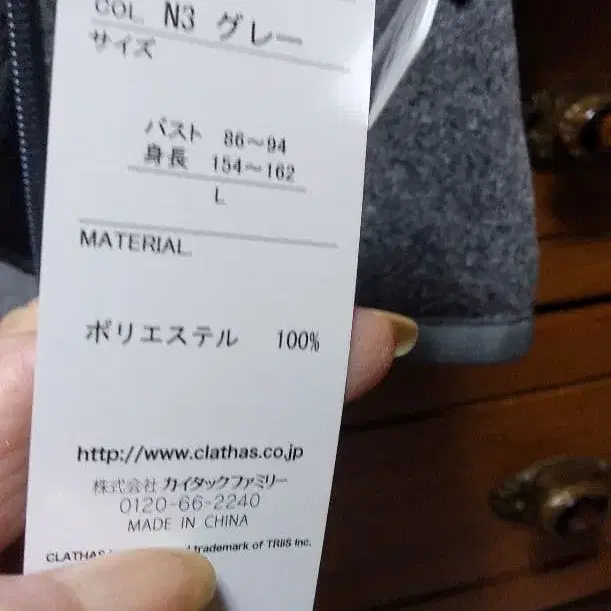 COL N3 グレー
サイズ
バスト 86～94
身長 154～162
L
MATERIAL
ポリエステル 100%
http://www.clathas.co.jp
株式会社 カイタックファミリー
0120-66-2240
MADE IN CHINA
CLATHAS trademark of TRIIS Inc.